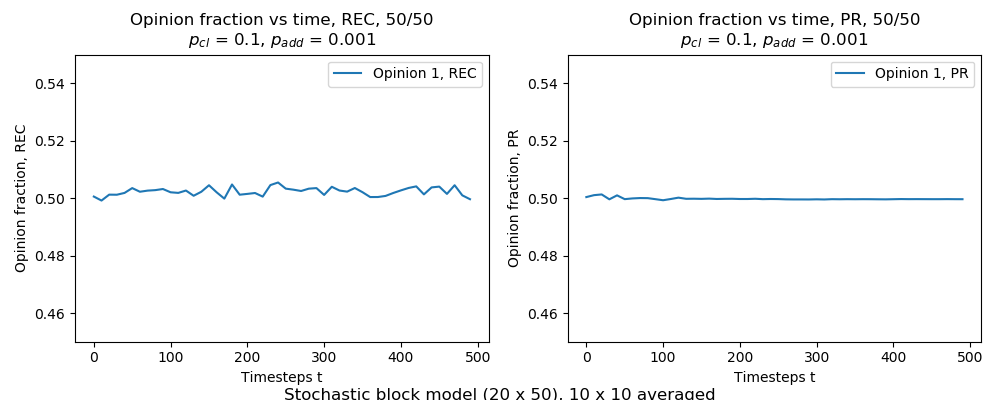 Opinion fraction vs time, REC, 50/50
p_cl = 0.1, p_add = 0.001
Opinion 1, REC
Opinion fraction, REC
0.54
0.52
0.50
0.48
0.46
0 100 200 300 400 500
Timesteps t
Opinion fraction vs time, PR, 50/50
p_cl = 0.1, p_add = 0.001
Opinion 1, PR
Opinion fraction, PR
0.54
0.52
0.50
0.48
0.46
0 100 200 300 400 500
Timesteps t
Stochastic block model (20 x 50), 10 x 10 averaged